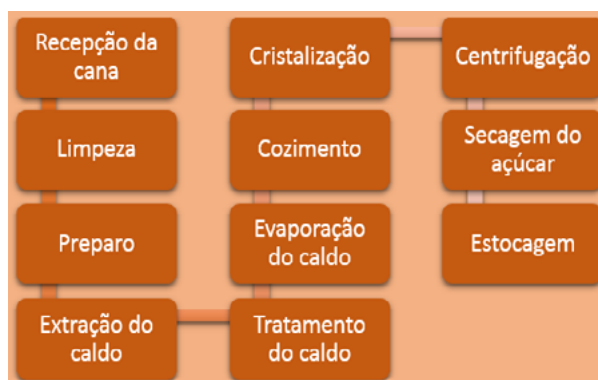 Recepção da
cana
Limpeza
Preparo
Extração do
caldo
Tratamento
do caldo
Evaporação
do caldo
Cozimento
Cristalização
Centrifugação
Secagem do
açúcar
Estocagem